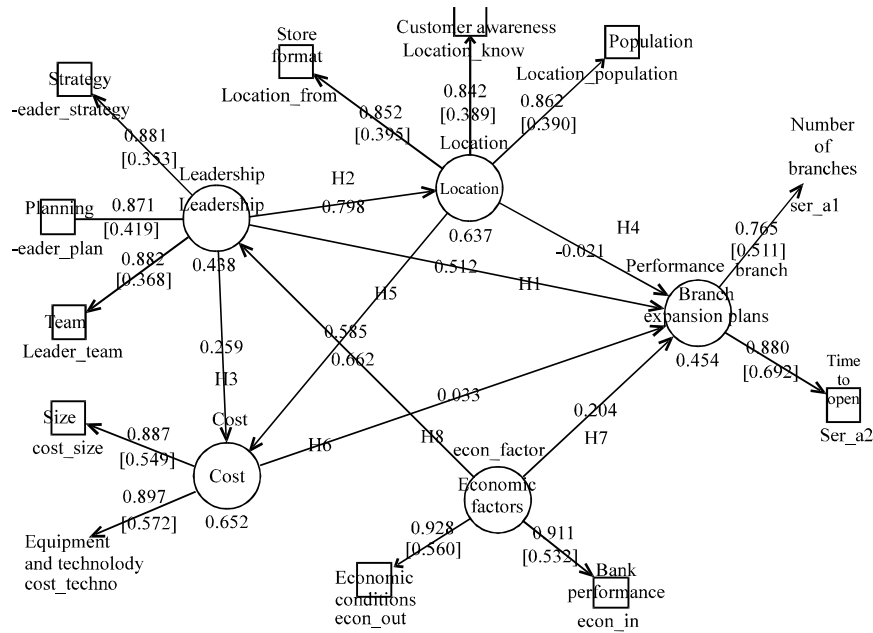 Store
format
Location_from
Customer awareness
Location_know
Population
Location_population
Strategy
-eader_strategy
0.881
[0.353]
0.852
[0.395]
0.842
[0.389]
0.862
[0.390]
Number
of
branches
ser_a1
Leadership
Leadership
0.438
Location
Location
0.637
H2
0.798
Planning
-eader_plan
0.871
[0.419]
0.882
[0.368]
Team
Leader_team
H4
-0.021
0.512
H1
0.765
[0.511]
branch
Performance
Branch
expansion plans
0.454
H5
0.585
0.662
0.259
H3
0.033
0.880
[0.692]
Time
to
open
Ser_a2
Size
cost_size
0.887
[0.549]
Cost
Cost
0.652
H6
H8
0.204
H7
0.897
[0.572]
Equipment
and technolody
cost_techno
econ_factor
Economic
factors
0.928
[0.560]
0.911
[0.532]
Economic
conditions
econ_out
Bank
performance
econ_in